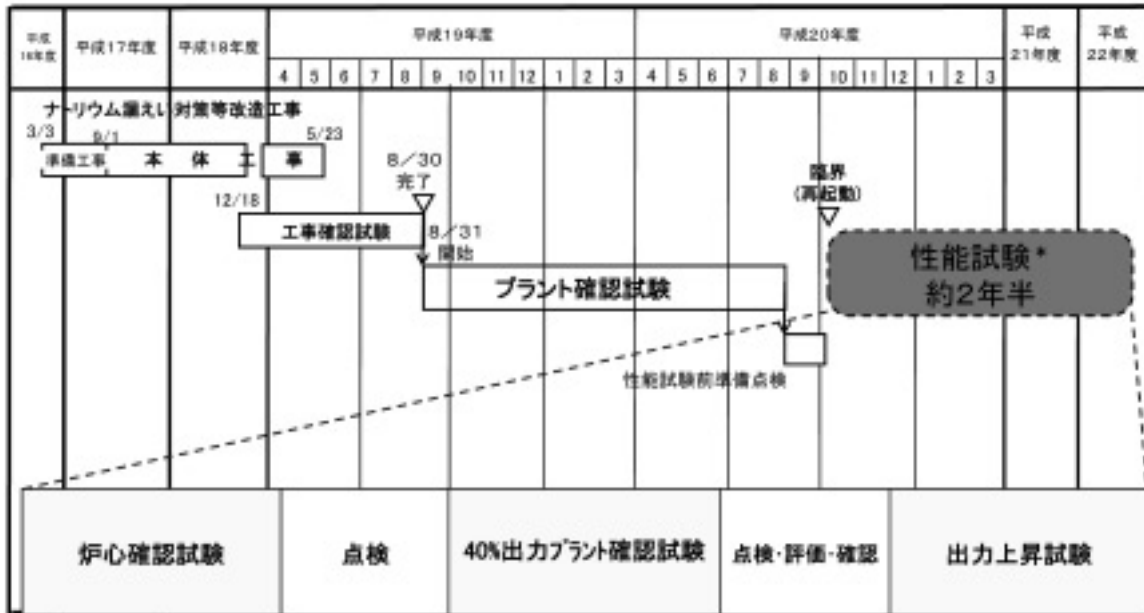 平成
16年度
平成17年度
平成18年度
平成19年度
平成20年度
平成
21年度
平成
22年度
4 5 6 7 8 9 10 11 12 1 2 3 4 5 6 7 8 9 10 11 12 1 2 3
ナトリウム漏えい対策等改造工事
3/3
9/1
5/23
準備工事
本体工事
8/30
完了
臨界
(再起動)
12/18
工事確認試験
8/31
開始
性能試験*
約2年半
プラント確認試験
性能試験前準備点検
炉心確認試験
点検
40%出力プラント確認試験
点検・評価・確認
出力上昇試験